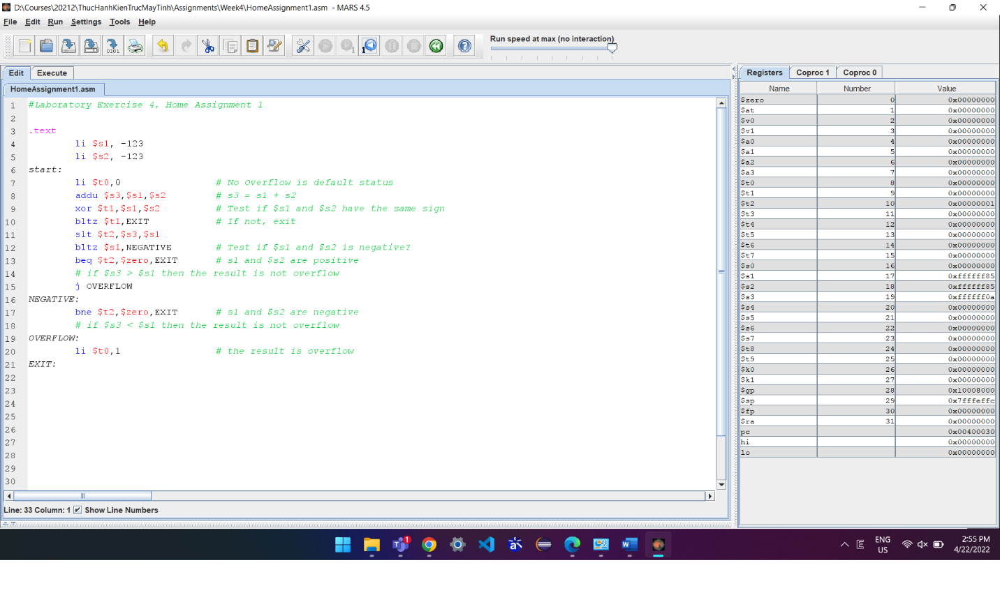 D:\Courses\20212\ThucHanhKienTrucMayTinh\Assignments\Week4\HomeAssignment1.asm - MARS 4.5
File Edit Run Settings Tools Help
Run speed at max (no interaction)
Edit Execute
HomeAssignment1.asm
1 #Laboratory Exercise 4, Home Assignment 1
2
3 .text
4 li $s1, -123
5 li $s2, -123
6 start:
7 li $t0,0 # No Overflow is default status
8 addu $s3,$s1,$s2 # s3 = s1 + s2
9 xor $t1,$s1,$s2 # Test if $s1 and $s2 have the same sign
10 bltz $t1,EXIT # If not, exit
11 slt $t2,$s3,$s1
12 bltz $s1,NEGATIVE # Test if $s1 and $s2 is negative?
13 beq $t2,$zero,EXIT # s1 and $s2 are positive
14 # if $s3 > $s1 then the result is not overflow
15 j OVERFLOW
16 NEGATIVE:
17 bne $t2,$zero,EXIT # s1 and $s2 are negative
18 # if $s3 < $s1 then the result is not overflow
19 OVERFLOW:
20 li $t0,1 # the result is overflow
21 EXIT:
22
23
24
25
26
27
28
29
30
Line: 33 Column: 1 Show Line Numbers
Registers Coproc 1 Coproc 0
Name Number Value
$zero 0 0x00000000
$at 1 0x00000000
$v0 2 0x00000000
$v1 3 0x00000000
$a0 4 0x00000000
$a1 5 0x00000000
$a2 6 0x00000000
$a3 7 0x00000000
$t0 8 0x00000000
$t1 9 0x00000000
$t2 10 0x00000001
$t3 11 0x00000000
$t4 12 0x00000000
$t5 13 0x00000000
$t6 14 0x00000000
$t7 15 0x00000000
$s0 16 0x00000000
$s1 17 0xffffff85
$s2 18 0xffffff85
$s3 19 0xffffff0a
$s4 20 0x00000000
$s5 21 0x00000000
$s6 22 0x00000000
$s7 23 0x00000000
$t8 24 0x00000000
$t9 25 0x00000000
$k0 26 0x00000000
$k1 27 0x00000000
$gp 28 0x10008000
$sp 29 0x7fffeffc
$fp 30 0x00000000
$ra 31 0x00000000
pc 0x00400030
hi 0x00000000
lo 0x00000000
1
ENG
US
2:55 PM
4/22/2022